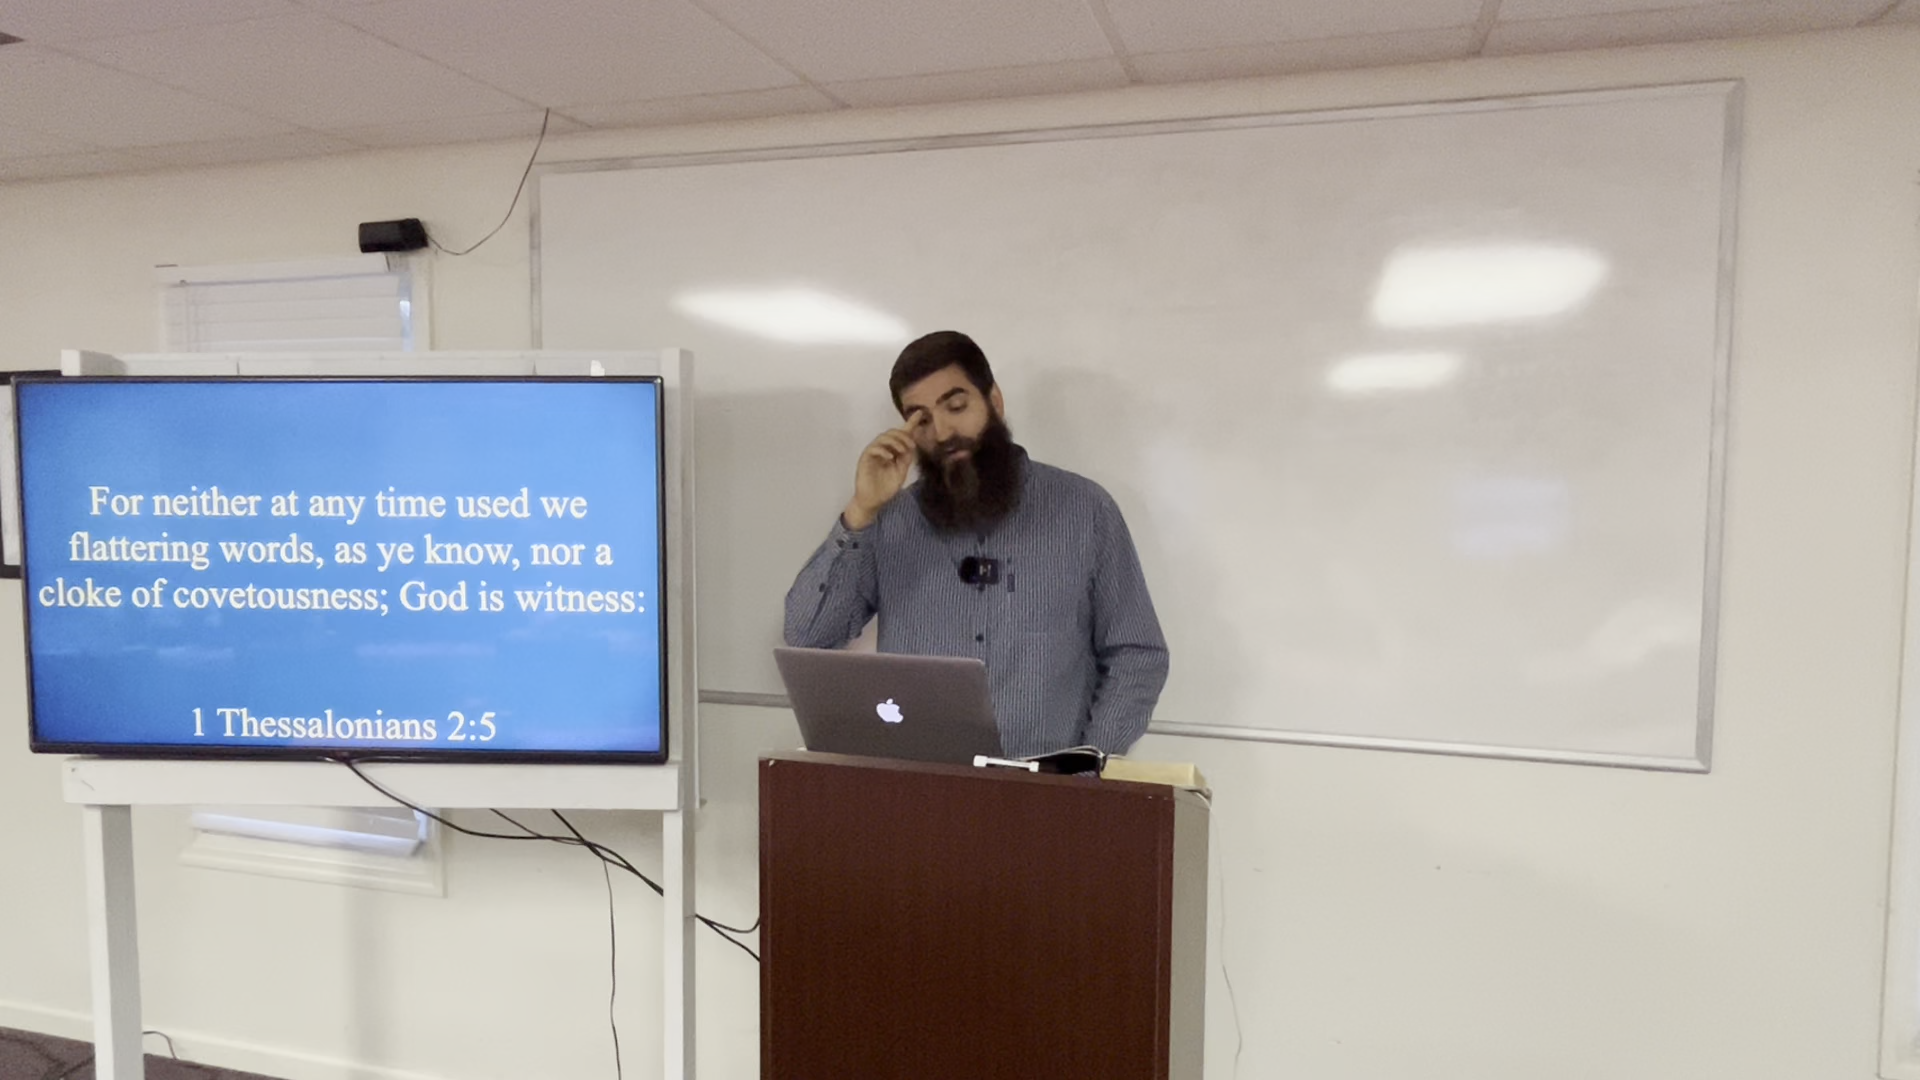 For neither at any time used we
flattering words, as ye know, nor a
cloke of covetousness; God is witness:
1 Thessalonians 2:5